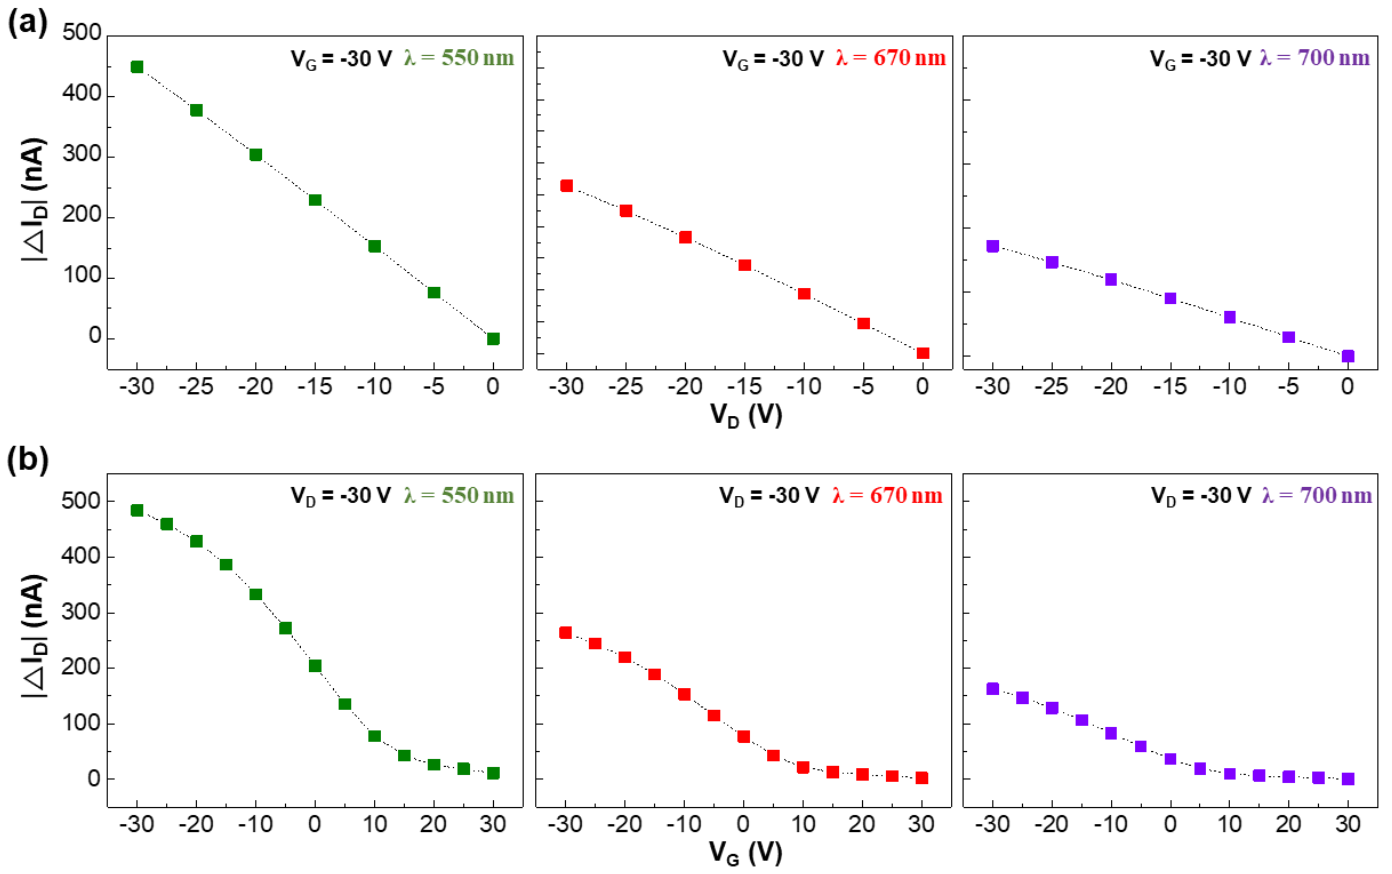 (a)
V_G = -30 V λ = 550 nm
V_G = -30 V λ = 670 nm
V_G = -30 V λ = 700 nm
|△I_D| (nA)
500
400
300
200
100
0
-30 -25 -20 -15 -10 -5 0
-30 -25 -20 -15 -10 -5 0
-30 -25 -20 -15 -10 -5 0
V_D (V)
(b)
V_D = -30 V λ = 550 nm
V_D = -30 V λ = 670 nm
V_D = -30 V λ = 700 nm
|△I_D| (nA)
500
400
300
200
100
0
-30 -20 -10 0 10 20 30
-30 -20 -10 0 10 20 30
-30 -20 -10 0 10 20 30
V_G (V)